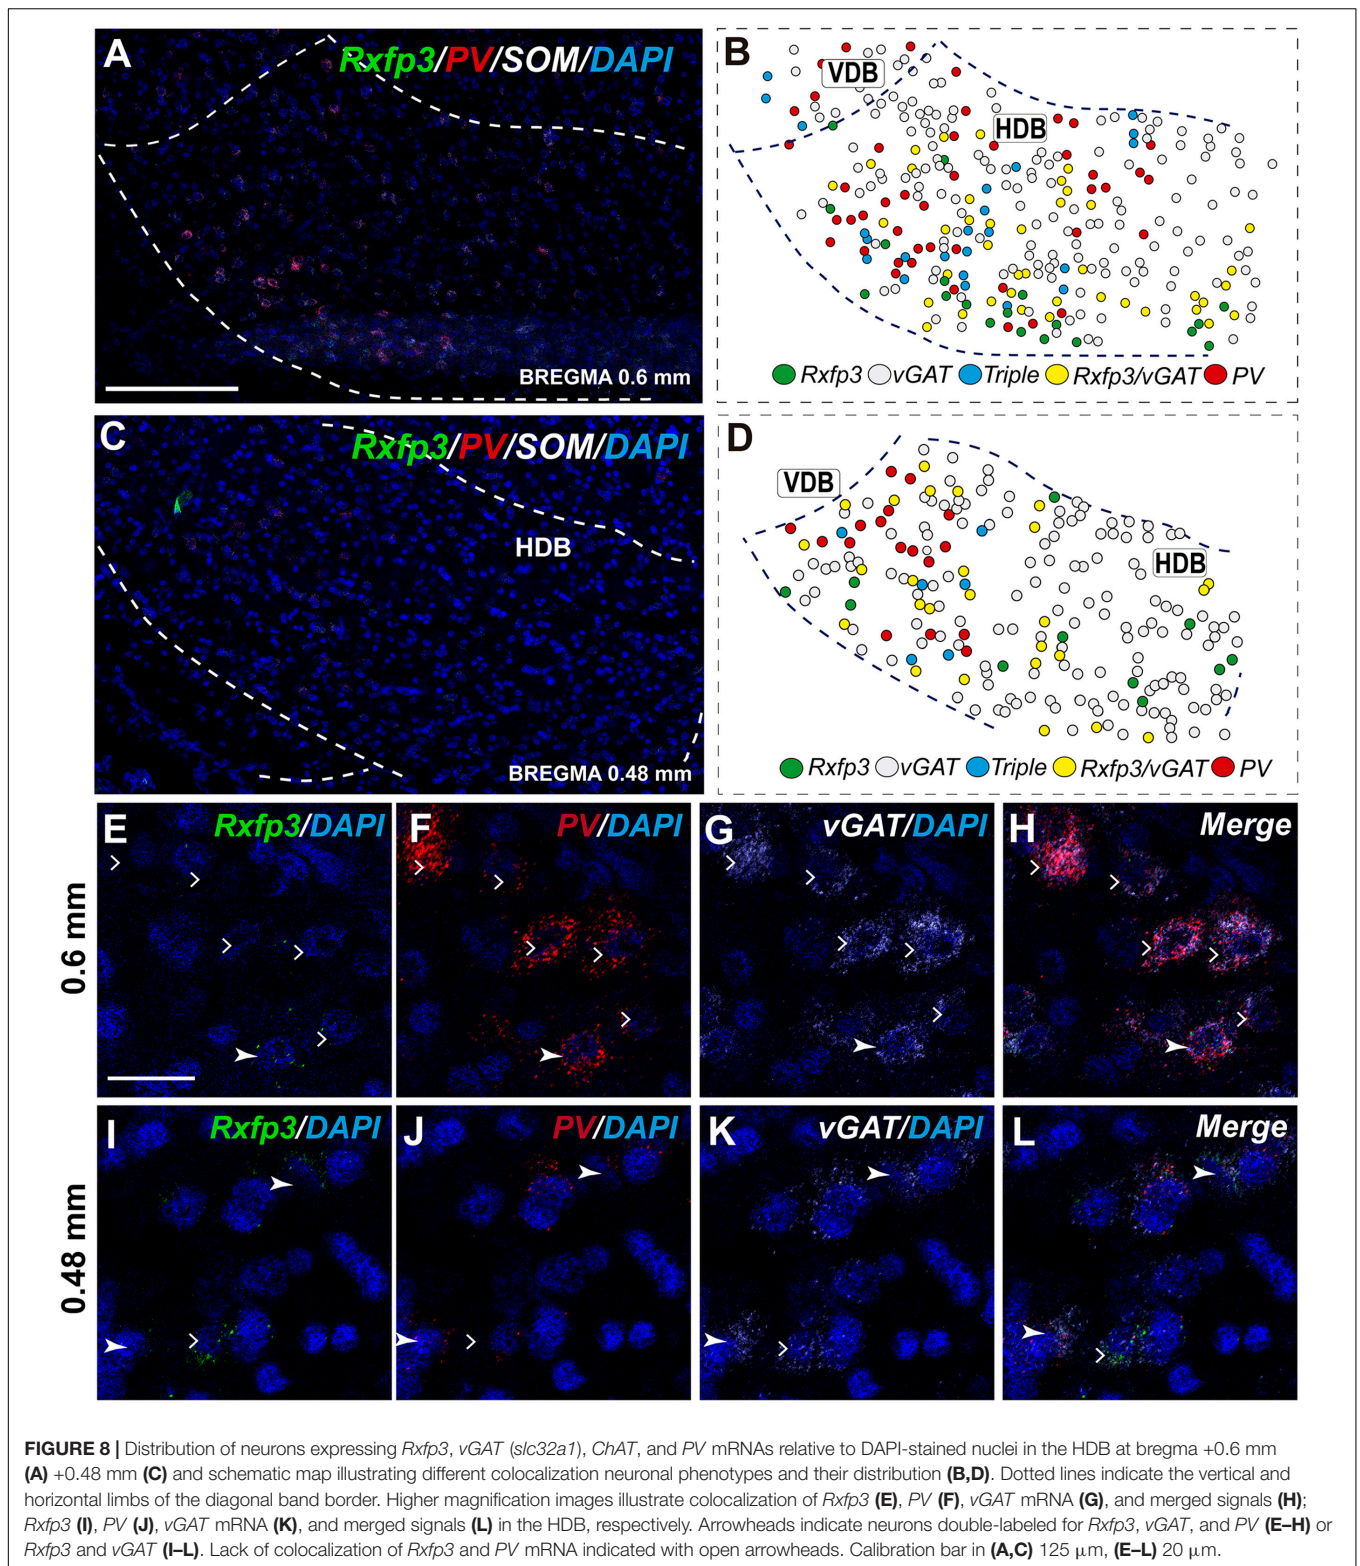 A
Rxfp3/PV/SOM/DAPI
BREGMA 0.6 mm
B
VDB
HDB
Rxfp3 vGAT Triple Rxfp3/vGAT PV
C
Rxfp3/PV/SOM/DAPI
HDB
BREGMA 0.48 mm
D
VDB
HDB
Rxfp3 vGAT Triple Rxfp3/vGAT PV
0.6 mm
E Rxfp3/DAPI
F PV/DAPI
G vGAT/DAPI
H Merge
0.48 mm
I Rxfp3/DAPI
J PV/DAPI
K vGAT/DAPI
L Merge
FIGURE 8 | Distribution of neurons expressing Rxfp3, vGAT (slc32a1), ChAT, and PV mRNAs relative to DAPI-stained nuclei in the HDB at bregma +0.6 mm
(A) +0.48 mm (C) and schematic map illustrating different colocalization neuronal phenotypes and their distribution (B,D). Dotted lines indicate the vertical and
horizontal limbs of the diagonal band border. Higher magnification images illustrate colocalization of Rxfp3 (E), PV (F), vGAT mRNA (G), and merged signals (H);
Rxfp3 (I), PV (J), vGAT mRNA (K), and merged signals (L) in the HDB, respectively. Arrowheads indicate neurons double-labeled for Rxfp3, vGAT, and PV (E–H) or
Rxfp3 and vGAT (I–L). Lack of colocalization of Rxfp3 and PV mRNA indicated with open arrowheads. Calibration bar in (A,C) 125 μm, (E–L) 20 μm.